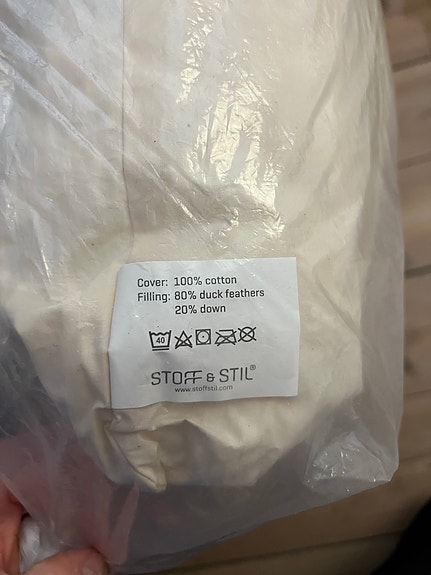 Cover: 100% cotton
Filling: 80% duck feathers
20% down
40
STOFF & STIL®
www.stoffstil.com